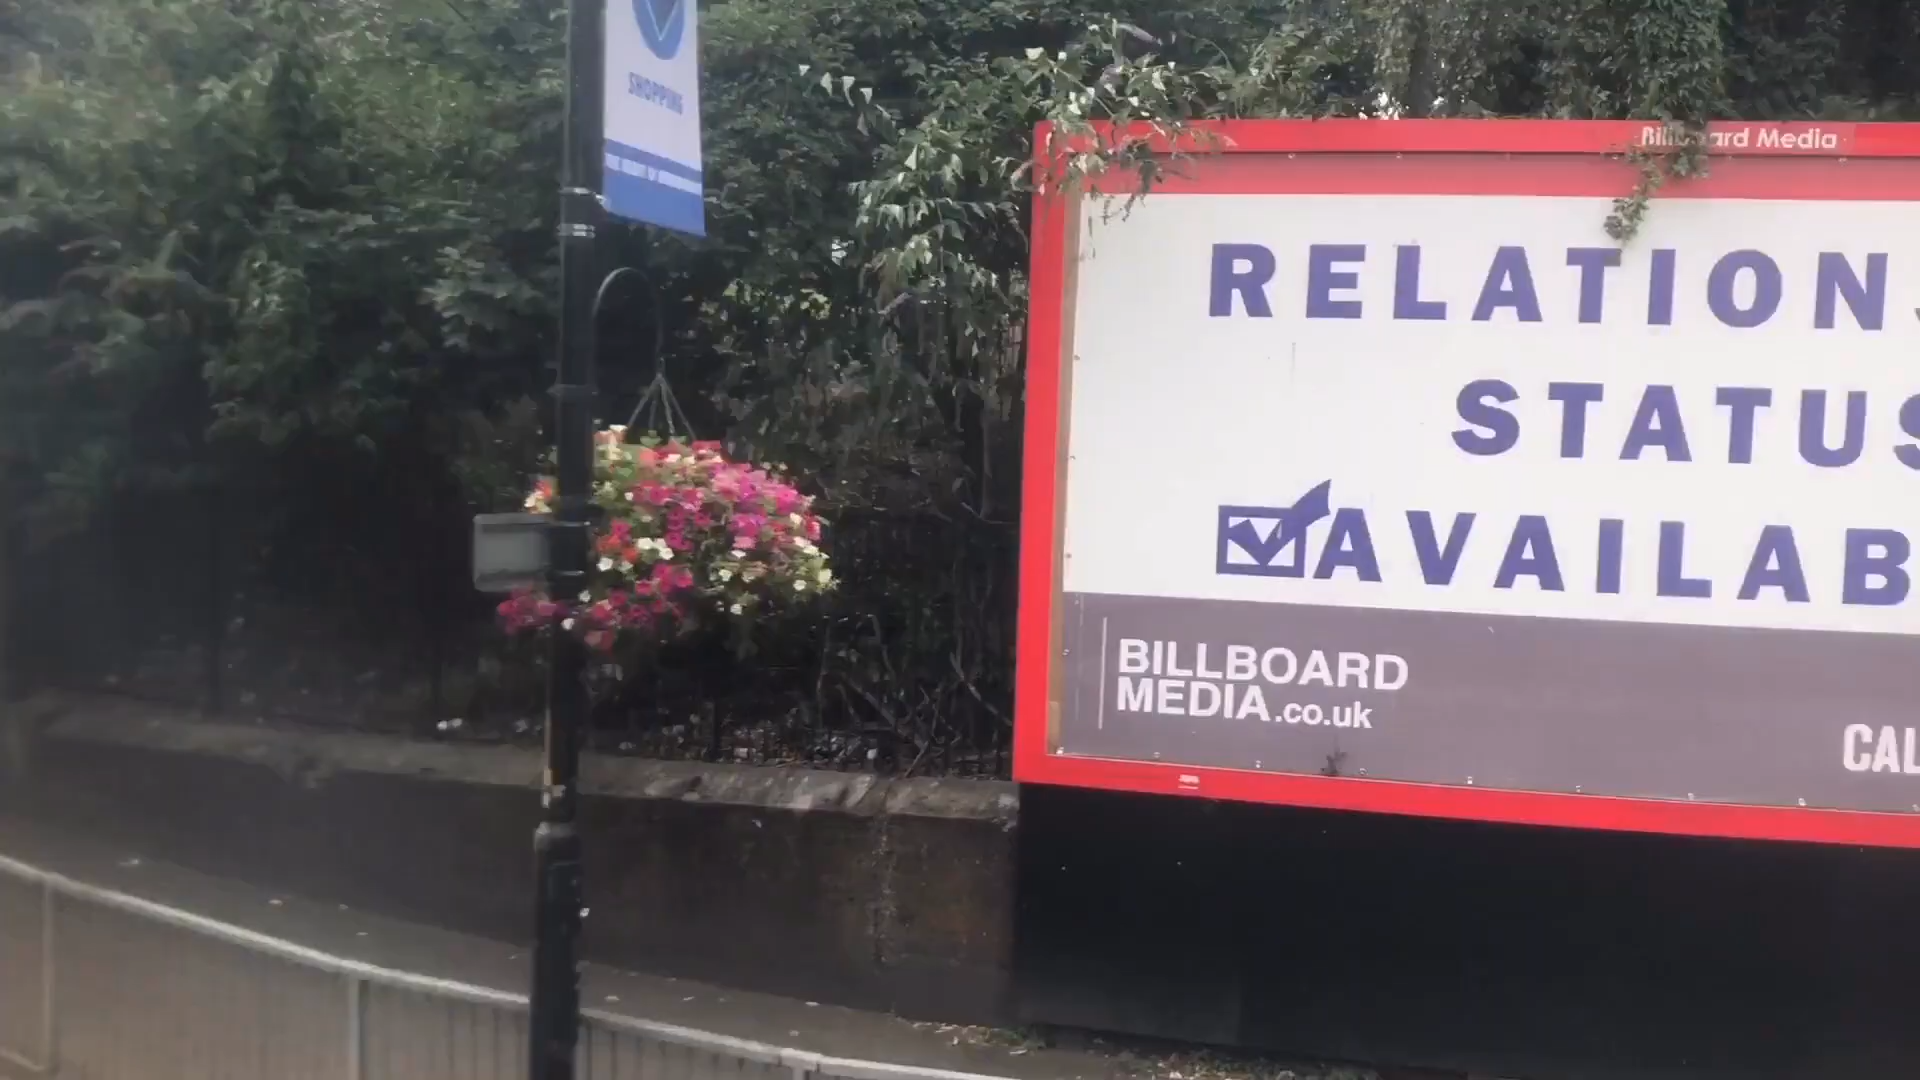 SHOPPING
Billboard Media
RELATION
STATUS
AVAILAB
BILLBOARD
MEDIA.co.uk
CAL